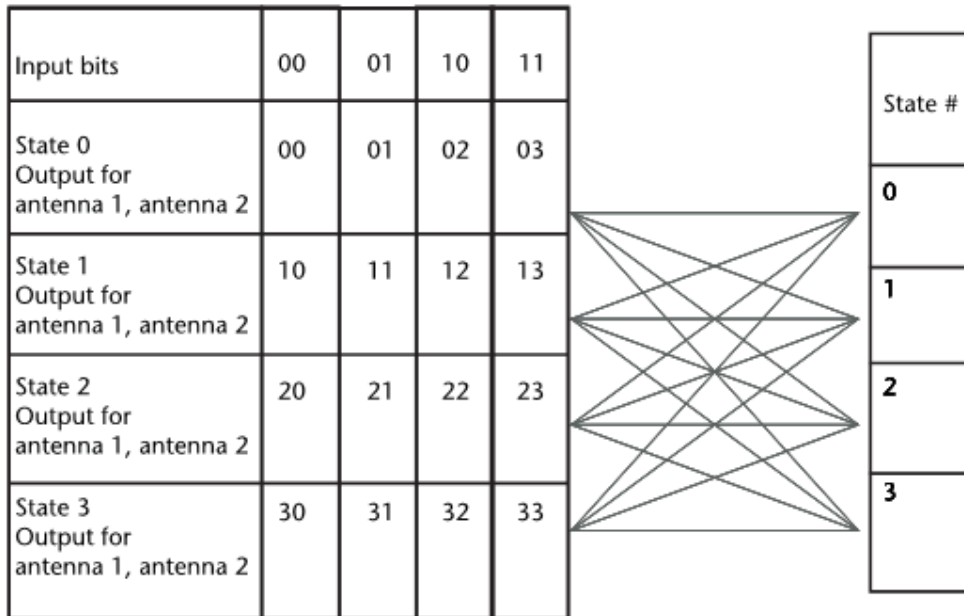 Input bits 00 01 10 11
State 0
Output for
antenna 1, antenna 2 00 01 02 03
State 1
Output for
antenna 1, antenna 2 10 11 12 13
State 2
Output for
antenna 1, antenna 2 20 21 22 23
State 3
Output for
antenna 1, antenna 2 30 31 32 33
State #
0
1
2
3